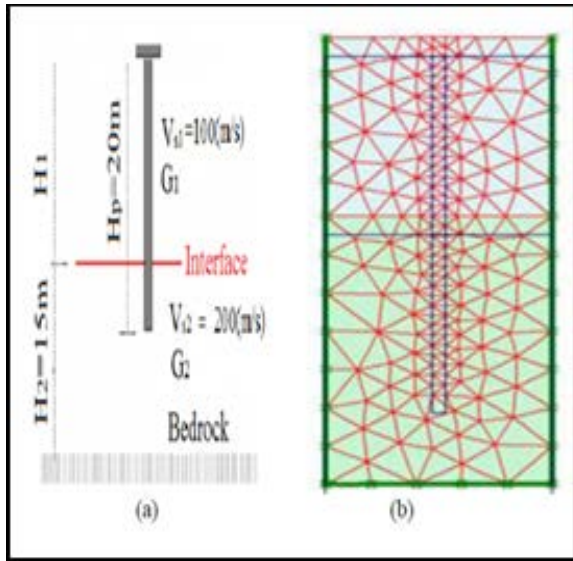 H1
Hp=20m
Vs1=100(m/s)
G1
Interface
H2=15m
Vs2 = 200(m/s)
G2
Bedrock
(a)
(b)